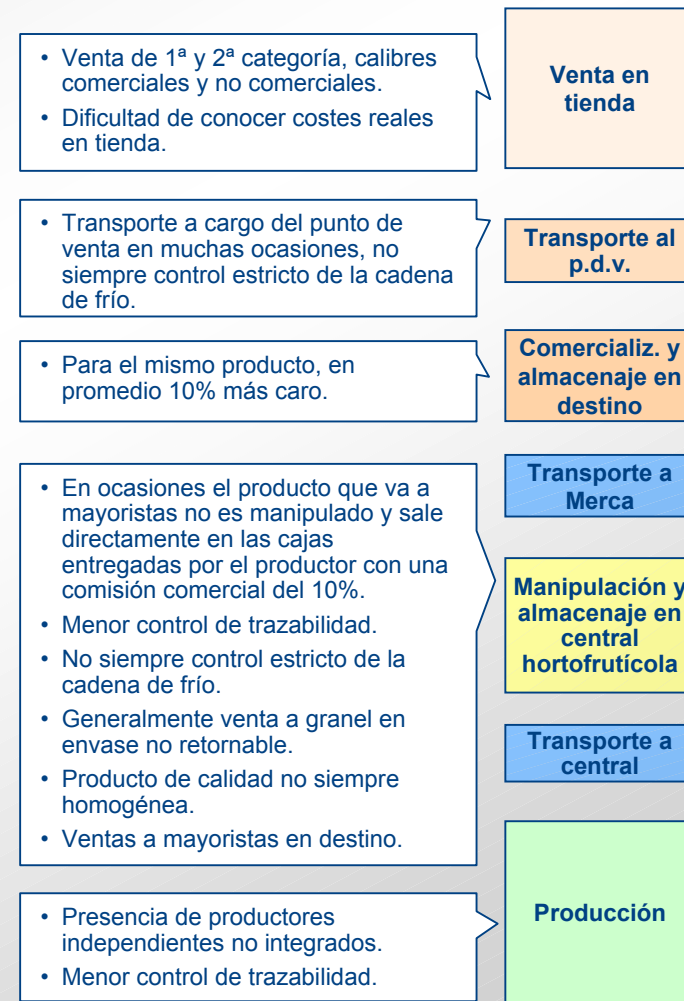 • Venta de 1ª y 2ª categoría, calibres
comerciales y no comerciales.
• Dificultad de conocer costes reales
en tienda.
Venta en
tienda
• Transporte a cargo del punto de
venta en muchas ocasiones, no
siempre control estricto de la cadena
de frío.
Transporte al
p.d.v.
• Para el mismo producto, en
promedio 10% más caro.
Comercializ. y
almacenaje en
destino
• En ocasiones el producto que va a
mayoristas no es manipulado y sale
directamente en las cajas
entregadas por el productor con una
comisión comercial del 10%.
• Menor control de trazabilidad.
• No siempre control estricto de la
cadena de frío.
• Generalmente venta a granel en
envase no retornable.
• Producto de calidad no siempre
homogénea.
• Ventas a mayoristas en destino.
Transporte a
Merca
Manipulación y
almacenaje en
central
hortofrutícola
Transporte a
central
• Presencia de productores
independientes no integrados.
• Menor control de trazabilidad.
Producción